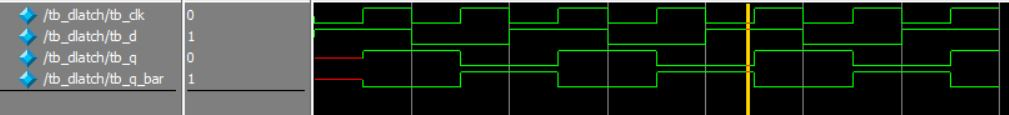 /tb_dlatch/tb_clk 0
/tb_dlatch/tb_d 1
/tb_dlatch/tb_q 0
/tb_dlatch/tb_q_bar 1